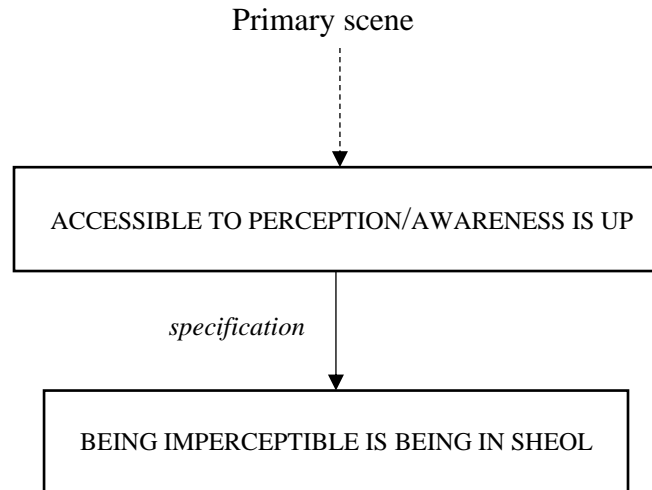 Primary scene
ACCESSIBLE TO PERCEPTION/AWARENESS IS UP
specification
BEING IMPERCEPTIBLE IS BEING IN SHEOL